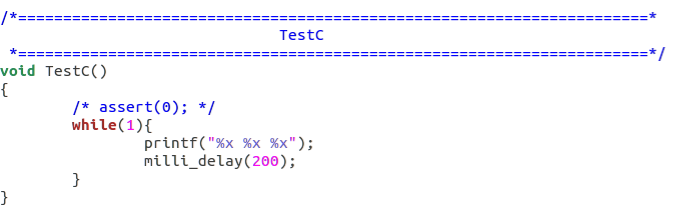 /*======================================================================*
                               TestC
 *======================================================================*/
void TestC()
{
        /* assert(0); */
        while(1){
                printf("%x %x %x");
                milli_delay(200);
        }
}